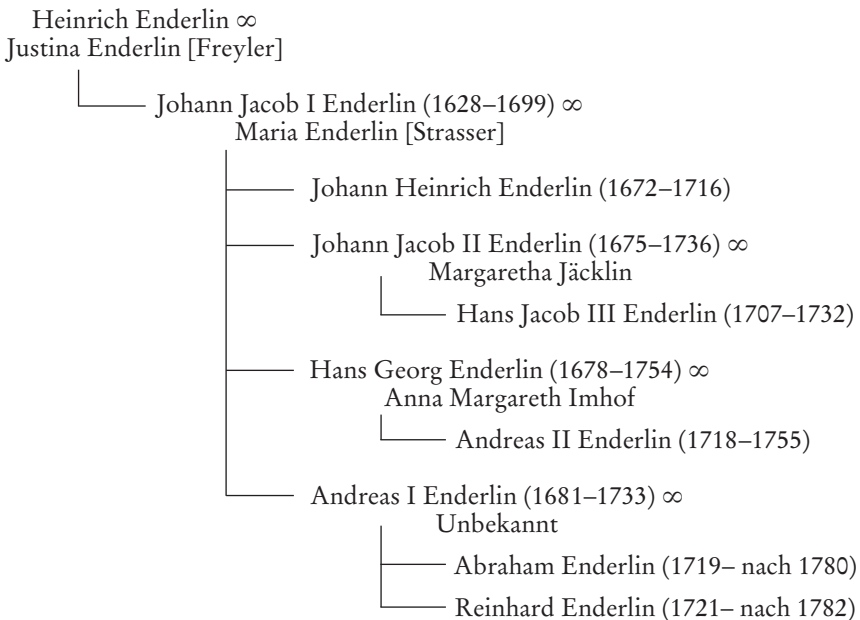 Heinrich Enderlin ∞
Justina Enderlin [Freyler]
Johann Jacob I Enderlin (1628–1699) ∞
Maria Enderlin [Strasser]
Johann Heinrich Enderlin (1672–1716)
Johann Jacob II Enderlin (1675–1736) ∞
Margaretha Jäcklin
Hans Jacob III Enderlin (1707–1732)
Hans Georg Enderlin (1678–1754) ∞
Anna Margareth Imhof
Andreas II Enderlin (1718–1755)
Andreas I Enderlin (1681–1733) ∞
Unbekannt
Abraham Enderlin (1719– nach 1780)
Reinhard Enderlin (1721– nach 1782)